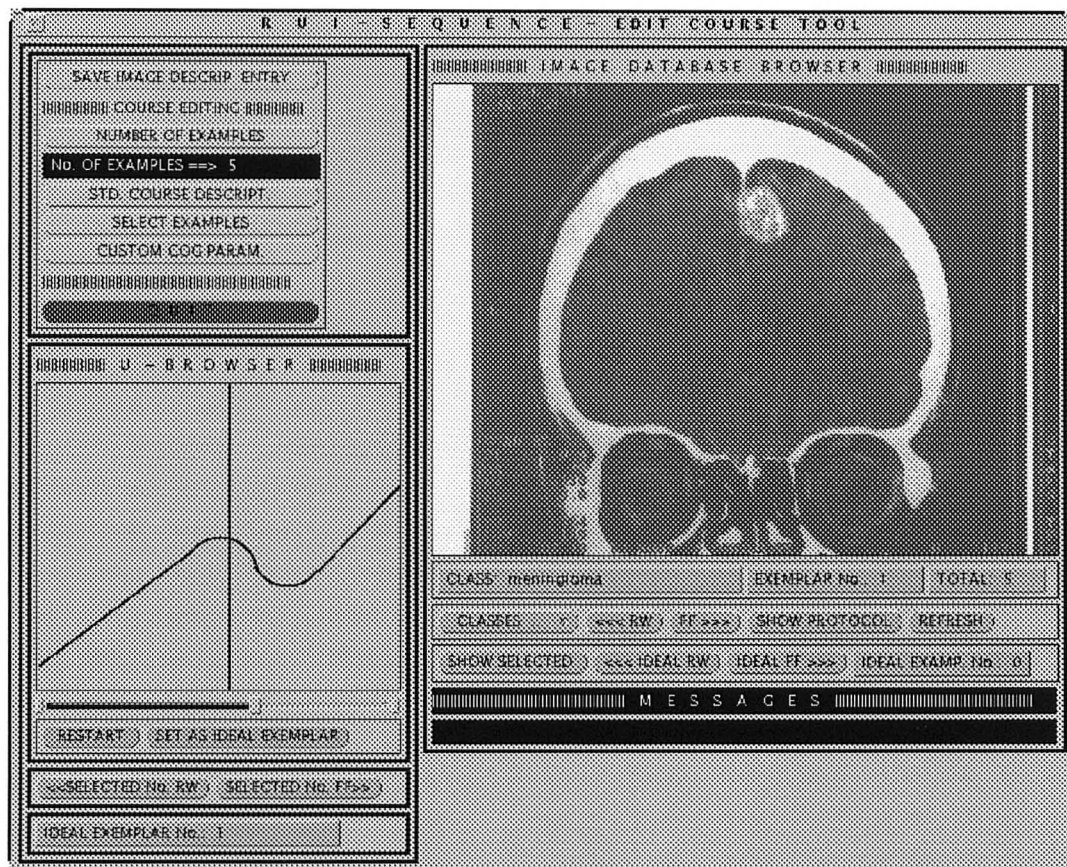 R U I - S E Q U E N C E - EDIT COURSE TOOL
SAVE IMAGE DESCRIP. ENTRY
COURSE EDITING
NUMBER OF EXAMPLES
No. OF EXAMPLES ==> 5
STD. COURSE DESCRIPT.
SELECT EXAMPLES
CUSTOM COG PARAM.
U - B R O W S E R
RESTART SET AS IDEAL EXEMPLAR
<<SELECTED No. RW SELECTED No. FF>>
IDEAL EXEMPLAR No.: 1
IMAGE DATABASE BROWSER
CLASS: meningioma EXEMPLAR No.: 1 TOTAL: 5
CLASSES <<< RW FF >>> SHOW PROTOCOL REFRESH
SHOW SELECTED <<< IDEAL RW IDEAL FF >>> IDEAL EXAMP. No.: 0
M E S S A G E S